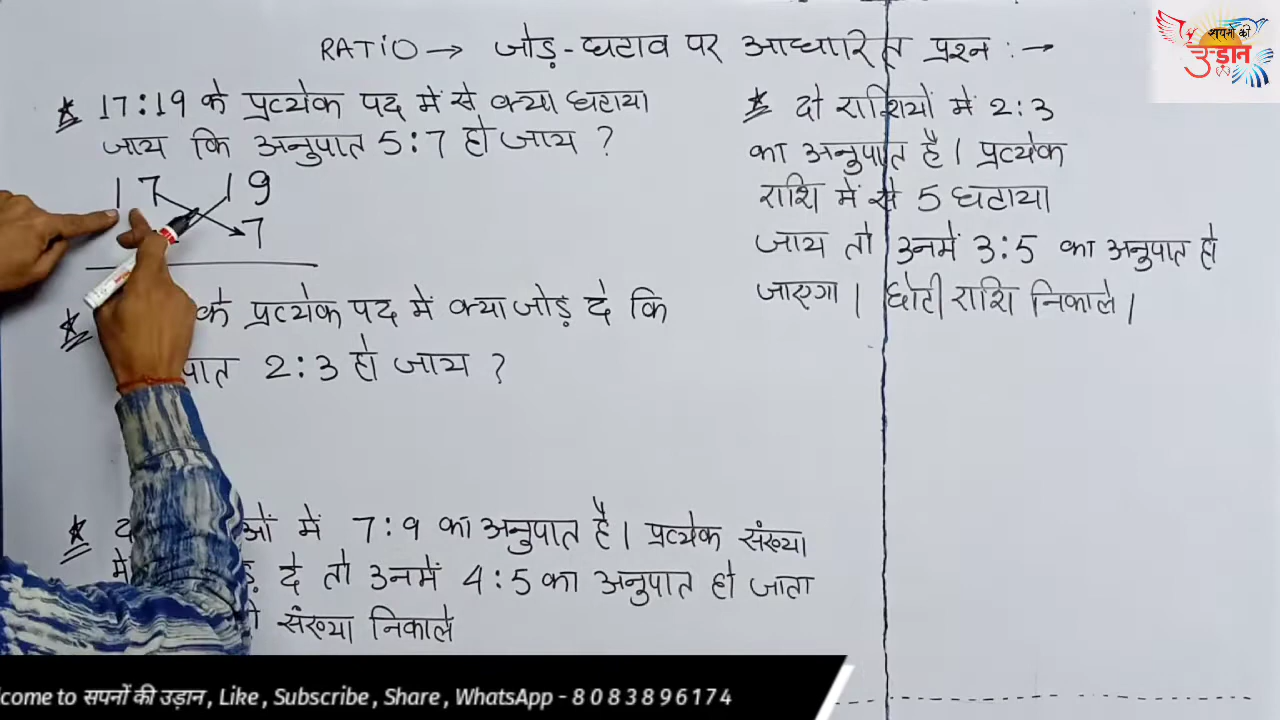 RATIO → जोड़ - घटाव पर आधारित प्रश्न : →
सपनों की
उड़ान
* 17:19 के प्रत्येक पद में से क्या घटाया
जाय कि अनुपात 5:7 हो जाय ?
17 19
7
के प्रत्येक पद में क्या जोड़ दे कि
2:3 हो जाय ?
* में 7:9 का अनुपात है। प्रत्येक संख्या
दे तो उनमें 4:5 का अनुपात हो जाता
संख्या निकाले
* दो राशियों में 2:3
का अनुपात है। प्रत्येक
राशि में से 5 घटाया
जाय तो उनमें 3:5 का अनुपात हो
जाएगा। छोटी राशि निकाले।
come to सपनों की उड़ान , Like , Subscribe , Share , WhatsApp - 8083896174